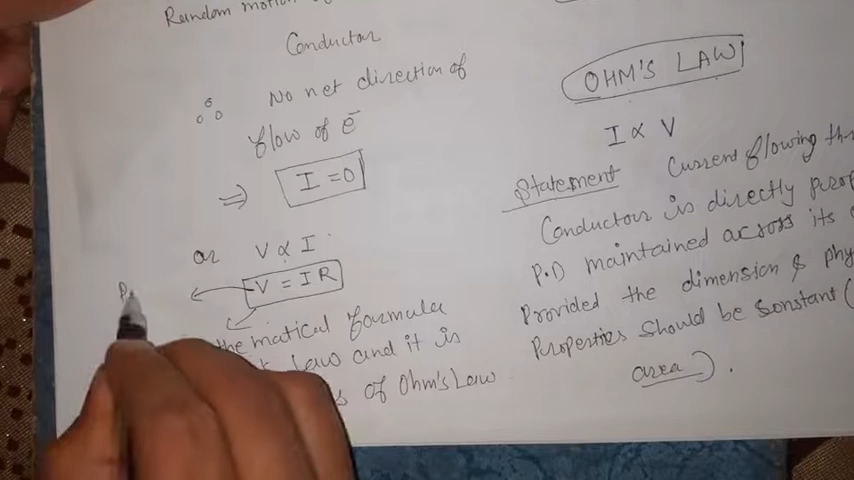 Random motion
Conductor
∴ No net direction of
flow of e⁻
⇒ I = 0
or V ∝ I
V = IR
thematical formula
law and it is
of Ohm's Law
OHM'S LAW
I ∝ V
Statement Current flowing
Conductor is directly
P.D maintained across its
Provided the dimension &
Properties should be constant (
area).